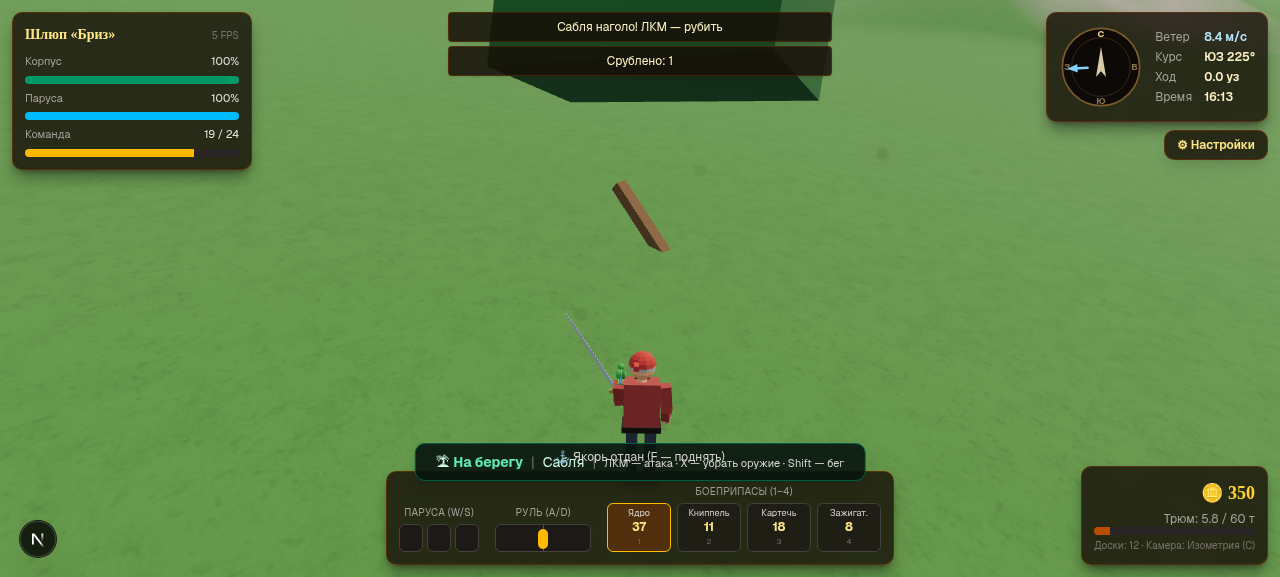 Шлюп «Бриз»
5 FPS
Корпус 100%
Паруса 100%
Команда 19 / 24
Сабля наголо! ЛКМ — рубить
Срублено: 1
С
З В
Ю
Ветер 8.4 м/с
Курс ЮЗ 225°
Ход 0.0 уз
Время 16:13
⚙ Настройки
⚓ Якорь отдан (F — поднять)
🏝 На берегу | Сабля | ЛКМ — атака · X — убрать оружие · Shift — бег
ПАРУСА (W/S)
РУЛЬ (A/D)
БОЕПРИПАСЫ (1–4)
Ядро
37
1
Книппель
11
2
Картечь
18
3
Зажигат.
8
4
N
🪙 350
Трюм: 5.8 / 60 т
Доски: 12 · Камера: Изометрия (C)